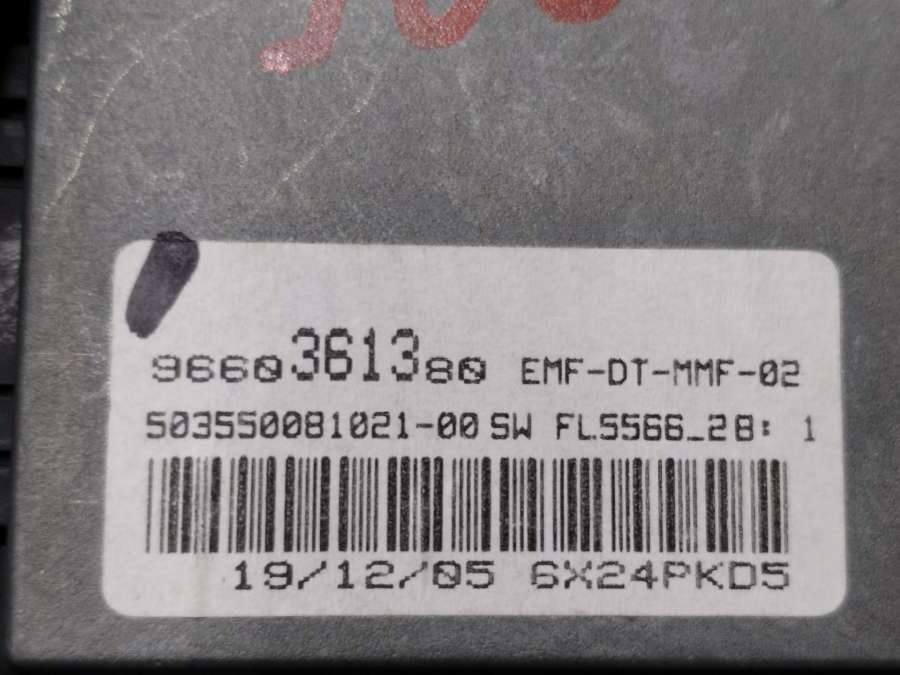 9660361380 EMF-DT-MMF-02
503550081021-00 SW FL5566_28: 1
19/12/05 6X24PKD5